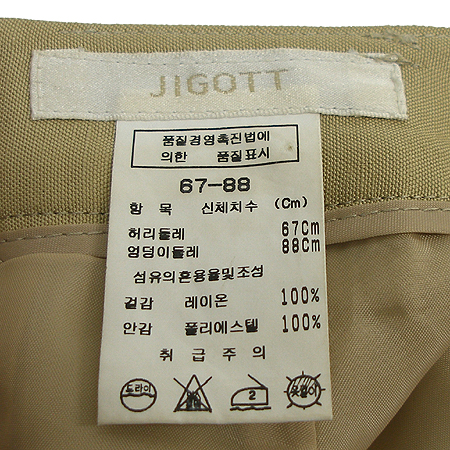 JIGOTT
품질경영촉진법에
의한 품질표시
67-88
항 목 신체치수 (Cm)
허리둘레 67Cm
엉덩이둘레 88Cm
섬유의혼용율및조성
겉감 레이온 100%
안감 폴리에스텔 100%
취급주의
드라이 2 옷걸이